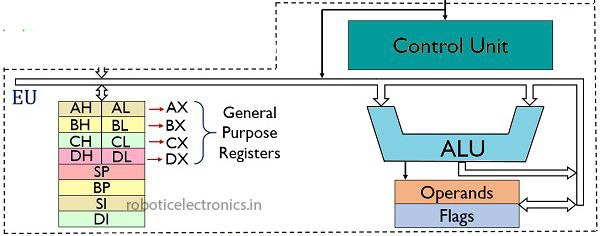 Control Unit
EU
AH AL AX
BH BL BX
CH CL CX
DH DL DX
SP
BP
SI
DI
General
Purpose
Registers
ALU
Operands
Flags
roboticelectronics.in